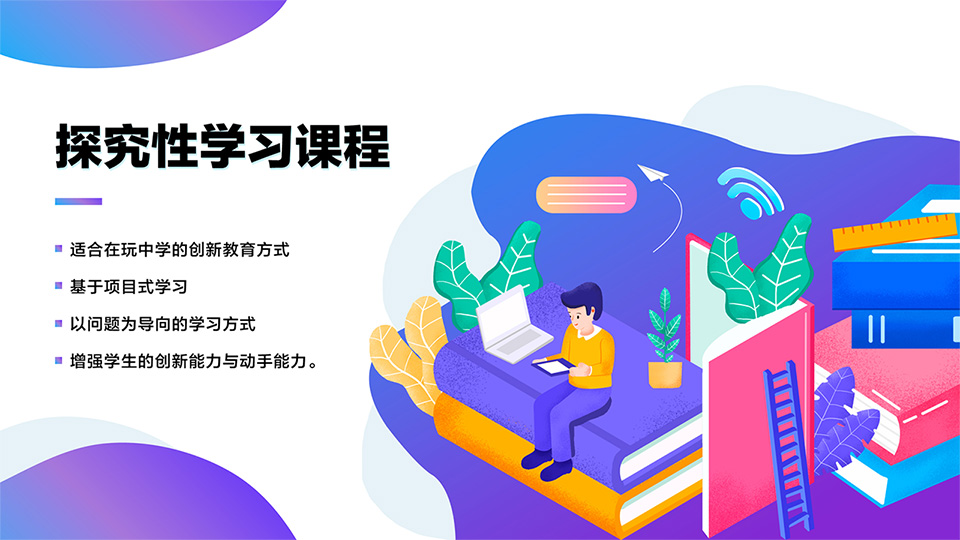 探究性学习课程
适合在玩中学的创新教育方式
基于项目式学习
以问题为导向的学习方式
增强学生的创新能力与动手能力。